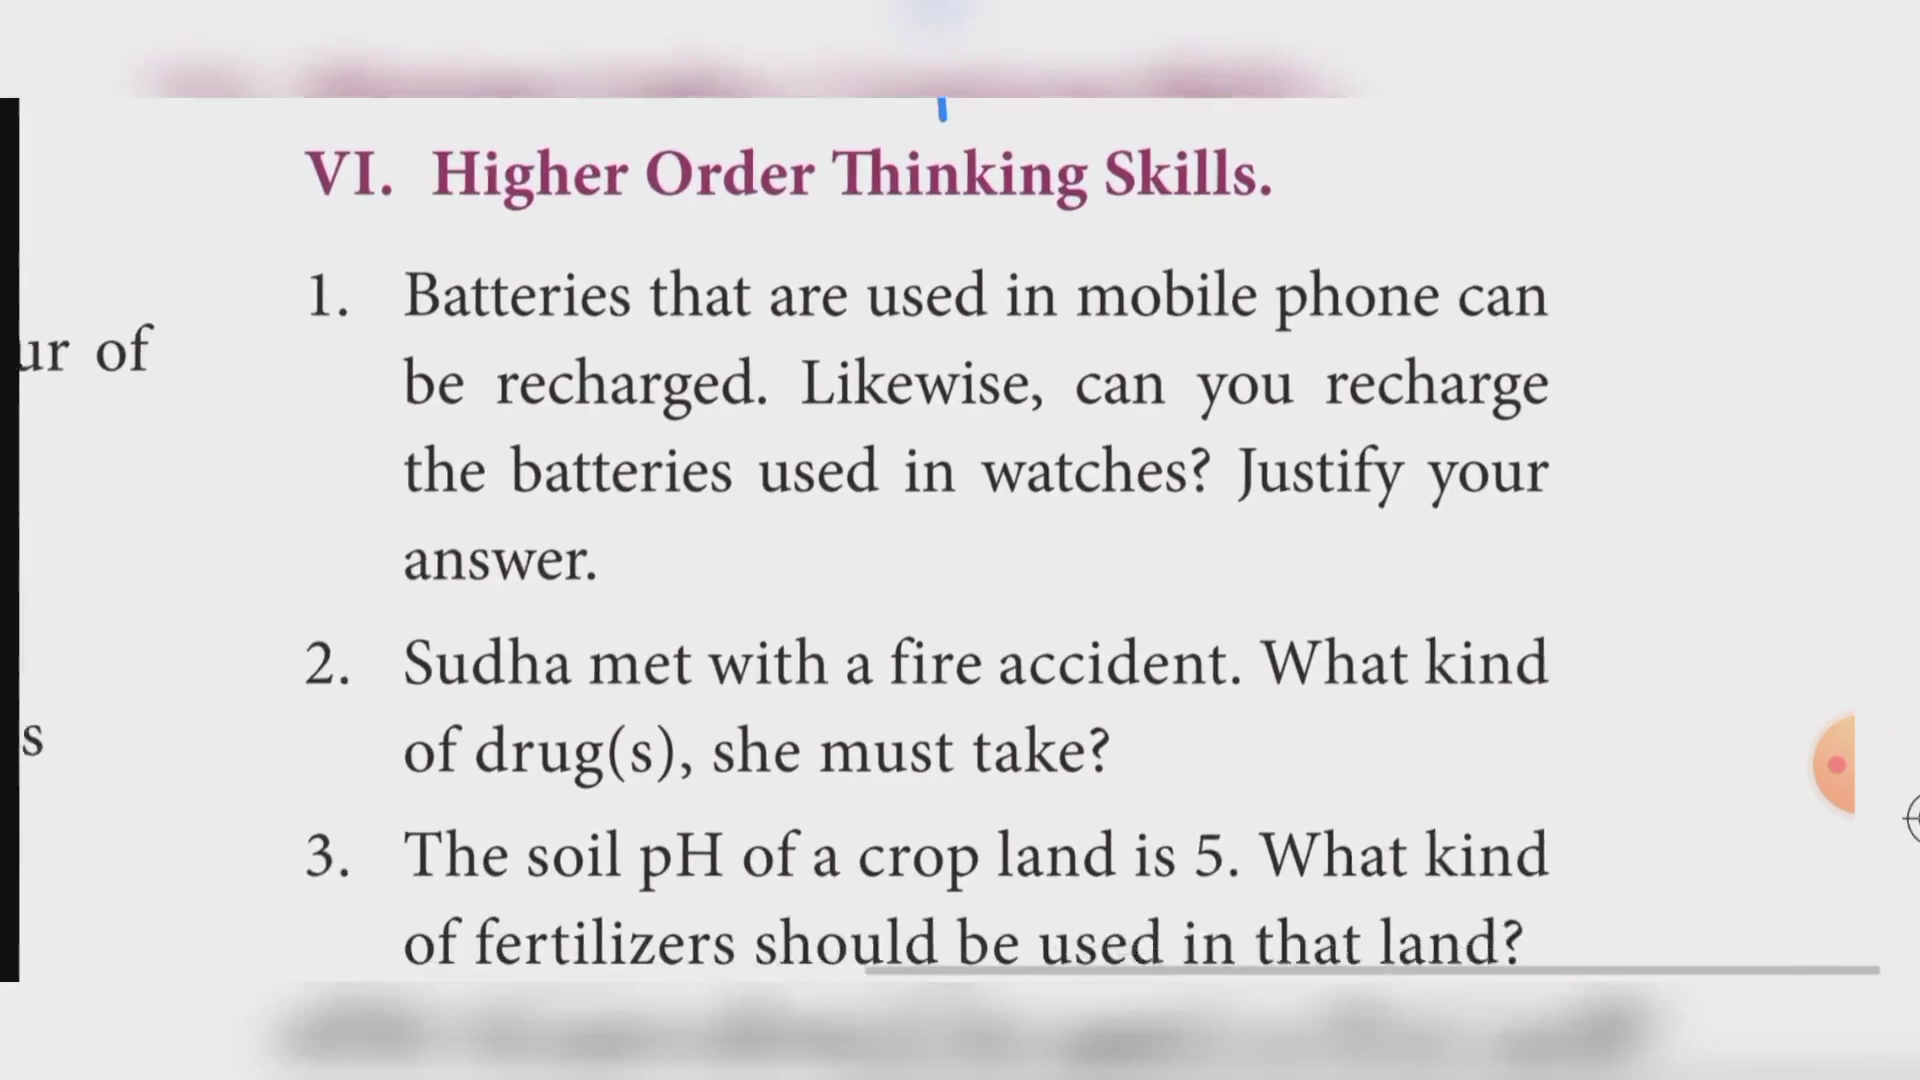 VI. Higher Order Thinking Skills.
1. Batteries that are used in mobile phone can
be recharged. Likewise, can you recharge
ur of
the batteries used in watches? Justify your
answer.
2. Sudha met with a fire accident. What kind
s
of drug(s), she must take?
3. The soil pH of a crop land is 5. What kind
of fertilizers should be used in that land?